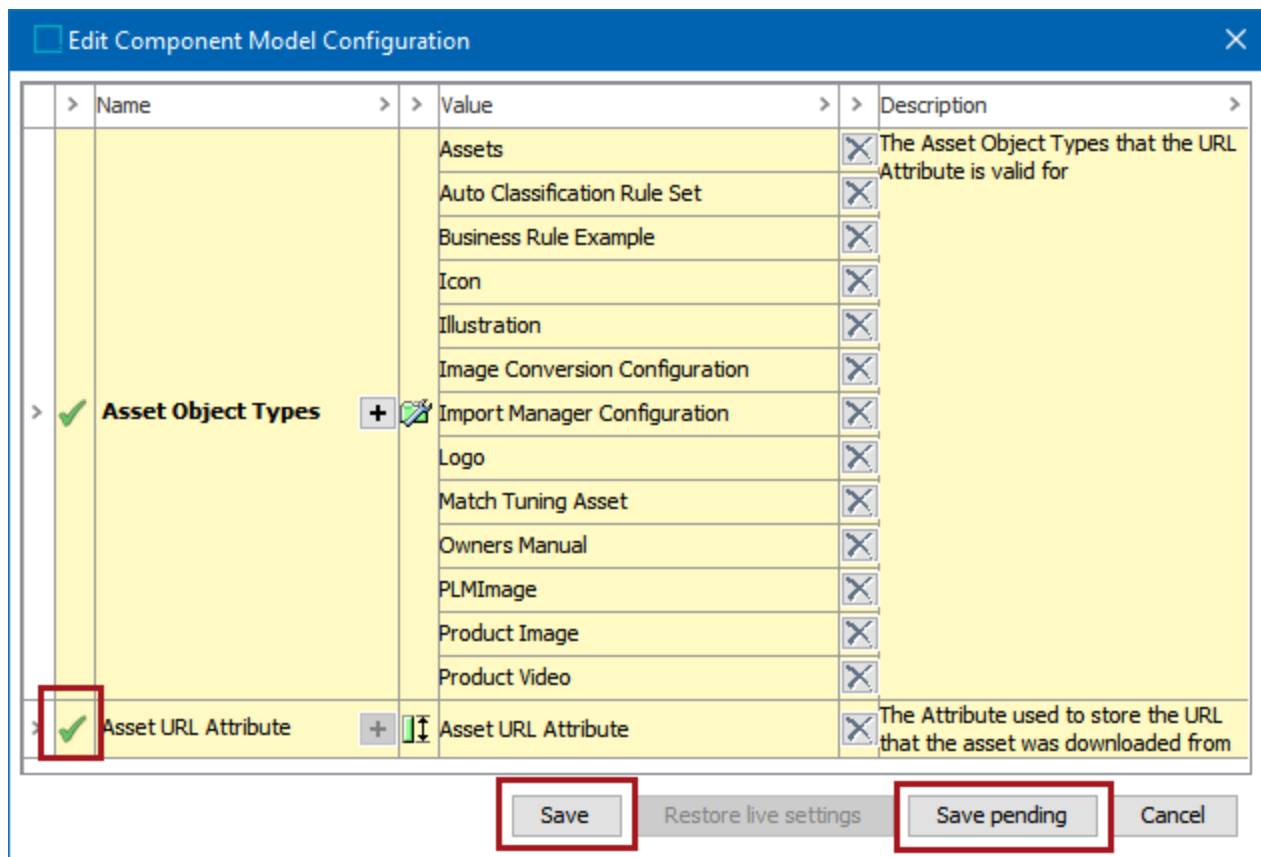 Edit Component Model Configuration
Name
Value
Description
Assets
The Asset Object Types that the URL
Attribute is valid for
Auto Classification Rule Set
Business Rule Example
Icon
Illustration
Image Conversion Configuration
Asset Object Types
Import Manager Configuration
Logo
Match Tuning Asset
Owners Manual
PLMImage
Product Image
Product Video
Asset URL Attribute
Asset URL Attribute
The Attribute used to store the URL
that the asset was downloaded from
Save
Restore live settings
Save pending
Cancel